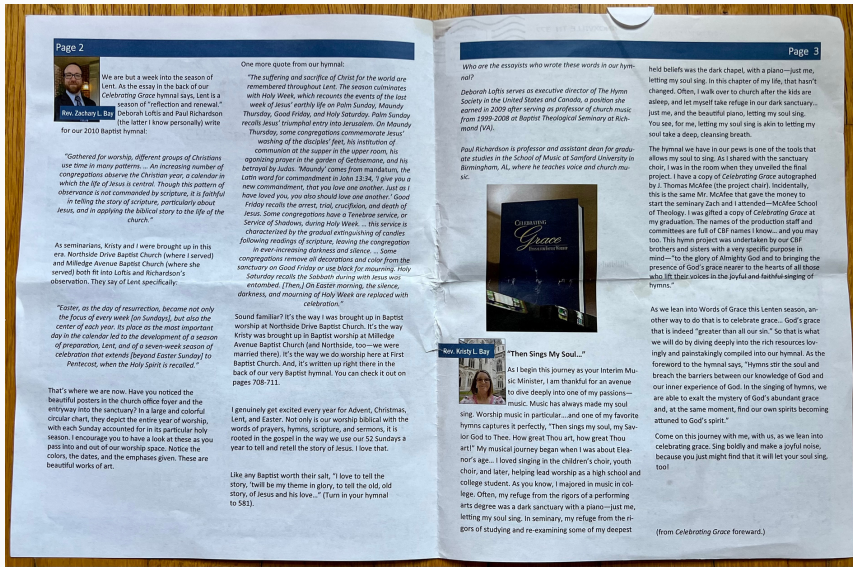 Page 2
We are but a week into the season of
Lent. As the essay in the back of our
Celebrating Grace hymnal says, Lent is a
season of "reflection and renewal."
Deborah Loftis and Paul Richardson
(the latter I know personally) write
for our 2010 Baptist hymnal:
Rev. Zachary L. Bay
"Gathered for worship, different groups of Christians
use time in many patterns. ... An increasing number of
congregations observe the Christian year, a calendar in
which the life of Jesus is central. Though this pattern of
observance is not commanded by scripture, it is faithful
in telling the story of scripture, particularly about
Jesus, and in applying the biblical story to the life of the
church."
As seminarians, Kristy and I were brought up in this
era. Northside Drive Baptist Church (where I served)
and Milledge Avenue Baptist Church (where she
served) both fit into Loftis and Richardson's
observation. They say of Lent specifically:
"Easter, as the day of resurrection, became not only
the focus of every week [on Sundays], but also the
center of each year. Its place as the most important
day in the calendar led to the development of a season
of preparation, Lent, and of a seven-week season of
celebration that extends [beyond Easter Sunday] to
Pentecost, when the Holy Spirit is recalled."
That's where we are now. Have you noticed the
beautiful posters in the church office foyer and the
entryway into the sanctuary? In a large and colorful
circular chart, they depict the entire year of worship,
with each Sunday accounted for in its particular holy
season. I encourage you to have a look at these as you
pass into and out of our worship space. Notice the
colors, the dates, and the emphases given. These are
beautiful works of art.
One more quote from our hymnal:
"The suffering and sacrifice of Christ for the world are
remembered throughout Lent. The season culminates
with Holy Week, which recounts the events of the last
week of Jesus' earthly life on Palm Sunday, Maundy
Thursday, Good Friday, and Holy Saturday. Palm Sunday
recalls Jesus' triumphal entry into Jerusalem. On Maundy
Thursday, some congregations commemorate Jesus'
washing of the disciples' feet, his institution of
communion at the supper in the upper room, his
agonizing prayer in the garden of Gethsemane, and his
betrayal by Judas. 'Maundy' comes from mandatum, the
Latin word for commandment in John 13:34, 'I give you a
new commandment, that you love one another. Just as I
have loved you, you also should love one another.' Good
Friday recalls the arrest, trial, crucifixion, and death of
Jesus. Some congregations have a Tenebrae service, or
Service of Shadows, during Holy Week. ... this service is
characterized by the gradual extinguishing of candles
following readings of scripture, leaving the congregation
in ever-increasing darkness and silence. ... Some
congregations remove all decorations and color from the
sanctuary on Good Friday or use black for mourning. Holy
Saturday recalls the Sabbath during which Jesus was
entombed. [Then,] On Easter morning, the silence,
darkness, and mourning of Holy Week are replaced with
celebration."
Sound familiar? It's the way I was brought up in Baptist
worship at Northside Drive Baptist Church. It's the way
Kristy was brought up in Baptist worship at Milledge
Avenue Baptist Church (and Northside, too—we were
married there). It's the way we do worship here at First
Baptist Church. And, it's written up right there in the
back of our very Baptist hymnal. You can check it out on
pages 708-711.
I genuinely get excited every year for Advent, Christmas,
Lent, and Easter. Not only is our worship biblical with the
words of prayers, hymns, scripture, and sermons, it is
rooted in the gospel in the way we use our 52 Sundays a
year to tell and retell the story of Jesus. I love that.
Like any Baptist worth their salt, "I love to tell the
story, 'twill be my theme in glory, to tell the old, old
story, of Jesus and his love..." (Turn in your hymnal
to 581).
Page 3
Who are the essayists who wrote these words in our hym-
nal?
Deborah Loftis serves as executive director of The Hymn
Society in the United States and Canada, a position she
earned in 2009 after serving as professor of church music
from 1999-2008 at Baptist Theological Seminary at Rich-
mond (VA).
Paul Richardson is professor and assistant dean for gradu-
ate studies in the School of Music at Samford University in
Birmingham, AL, where he teaches voice and church mu-
sic.
CELEBRATING
Grace
Rev. Kristy L. Bay
"Then Sings My Soul..."
As I begin this journey as your Interim Mu-
sic Minister, I am thankful for an avenue
to dive deeply into one of my passions—
music. Music has always made my soul
sing. Worship music in particular...and one of my favorite
hymns captures it perfectly, "Then sings my soul, my Sav-
ior God to Thee. How great Thou art, how great Thou
art!" My musical journey began when I was about Elea-
nor's age... I loved singing in the children's choir, youth
choir, and later, helping lead worship as a high school and
college student. As you know, I majored in music in col-
lege. Often, my refuge from the rigors of a performing
arts degree was a dark sanctuary with a piano—just me,
letting my soul sing. In seminary, my refuge from the ri-
gors of studying and re-examining some of my deepest
held beliefs was the dark chapel, with a piano—just me,
letting my soul sing. In this chapter of my life, that hasn't
changed. Often, I walk over to church after the kids are
asleep, and let myself take refuge in our dark sanctuary...
just me, and the beautiful piano, letting my soul sing.
You see, for me, letting my soul sing is akin to letting my
soul take a deep, cleansing breath.
The hymnal we have in our pews is one of the tools that
allows my soul to sing. As I shared with the sanctuary
choir, I was in the room when they unveiled the final
project. I have a copy of Celebrating Grace autographed
by J. Thomas McAfee (the project chair). Incidentally,
this is the same Mr. McAfee that gave the money to
start the seminary Zach and I attended—McAfee School
of Theology. I was gifted a copy of Celebrating Grace at
my graduation. The names of the production staff and
committees are full of CBF names I know... and you may
too. This hymn project was undertaken by our CBF
brothers and sisters with a very specific purpose in
mind—"to the glory of Almighty God and to bringing the
presence of God's grace nearer to the hearts of all those
who lift their voices in the joyful and faithful singing of
hymns."
As we lean into Words of Grace this Lenten season, an-
other way to do that is to celebrate grace... God's grace
that is indeed "greater than all our sin." So that is what
we will do by diving deeply into the rich resources lov-
ingly and painstakingly compiled into our hymnal. As the
foreword to the hymnal says, "Hymns stir the soul and
breach the barriers between our knowledge of God and
our inner experience of God. In the singing of hymns, we
are able to exalt the mystery of God's abundant grace
and, at the same moment, find our own spirits becoming
attuned to God's spirit."
Come on this journey with me, with us, as we lean into
celebrating grace. Sing boldly and make a joyful noise,
because you just might find that it will let your soul sing,
too!
(from Celebrating Grace foreward.)